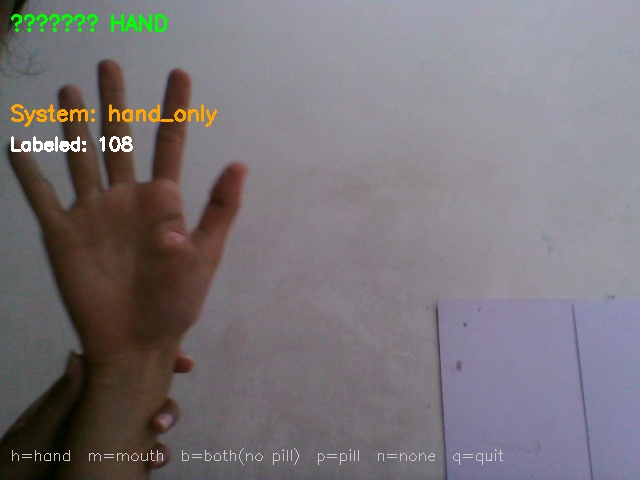 ??????? HAND
System: hand_only
Labeled: 108
h=hand m=mouth b=both(no pill) p=pill n=none q=quit